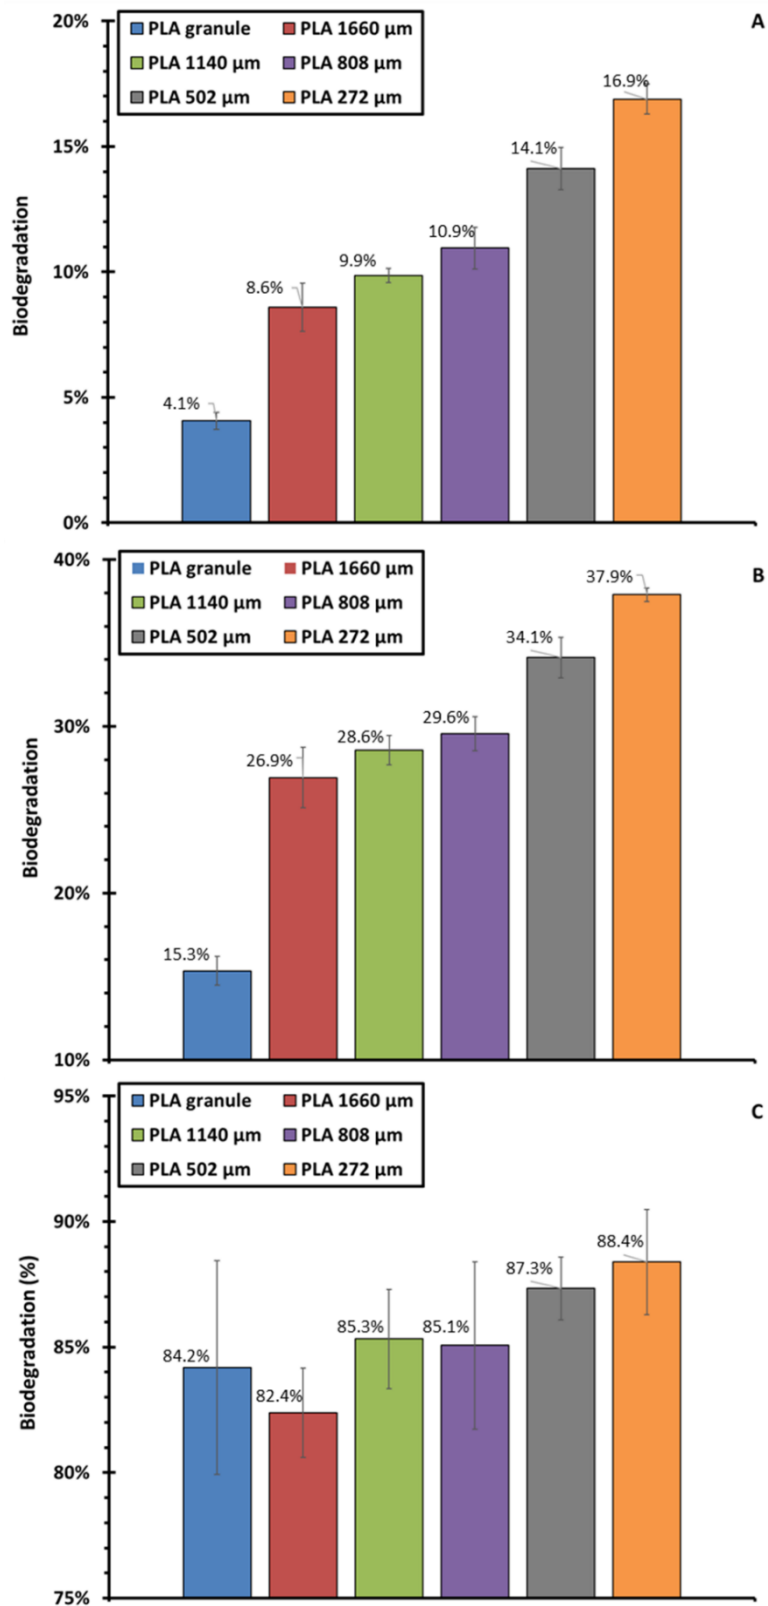 A
PLA granule PLA 1660 µm
PLA 1140 µm PLA 808 µm
PLA 502 µm PLA 272 µm
20%
15%
10%
5%
0%
Biodegradation
4.1%
8.6%
9.9%
10.9%
14.1%
16.9%
B
PLA granule PLA 1660 µm
PLA 1140 µm PLA 808 µm
PLA 502 µm PLA 272 µm
40%
30%
20%
10%
Biodegradation
15.3%
26.9%
28.6%
29.6%
34.1%
37.9%
C
PLA granule PLA 1660 µm
PLA 1140 µm PLA 808 µm
PLA 502 µm PLA 272 µm
95%
90%
85%
80%
75%
Biodegradation (%)
84.2%
82.4%
85.3%
85.1%
87.3%
88.4%